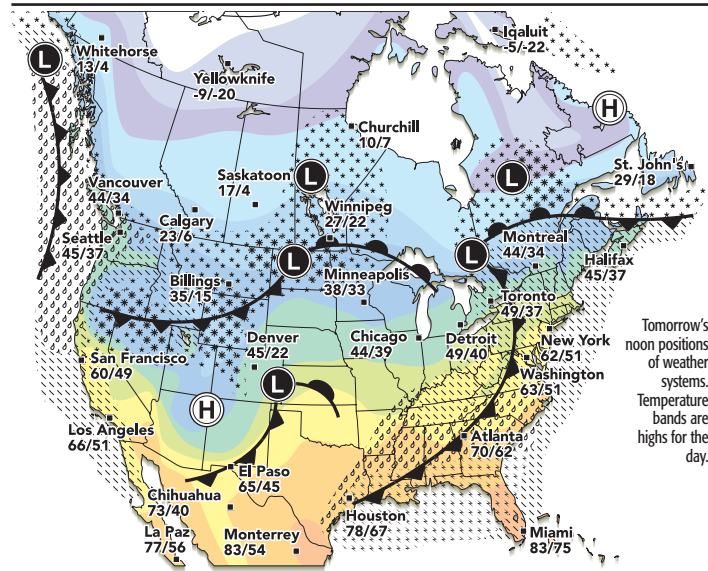 L
Whitehorse
13/4
Yellowknife
-9/-20
Iqaluit
-5/-22
H
Churchill
10/7
Saskatoon
17/4
L
L
St. John's
29/18
Vancouver
44/34
Calgary
23/6
Winnipeg
27/22
Seattle
45/37
L
L
Montreal
44/34
Halifax
45/37
Billings
35/15
Minneapolis
38/33
Toronto
49/37
San Francisco
60/49
Denver
45/22
Chicago
44/39
Detroit
49/40
New York
62/51
Washington
63/51
L
H
Los Angeles
66/51
Atlanta
70/62
El Paso
65/45
Chihuahua
73/40
Houston
78/67
La Paz
77/56
Monterrey
83/54
Miami
83/75
Tomorrow's
noon positions
of weather
systems.
Temperature
bands are
highs for the
day.